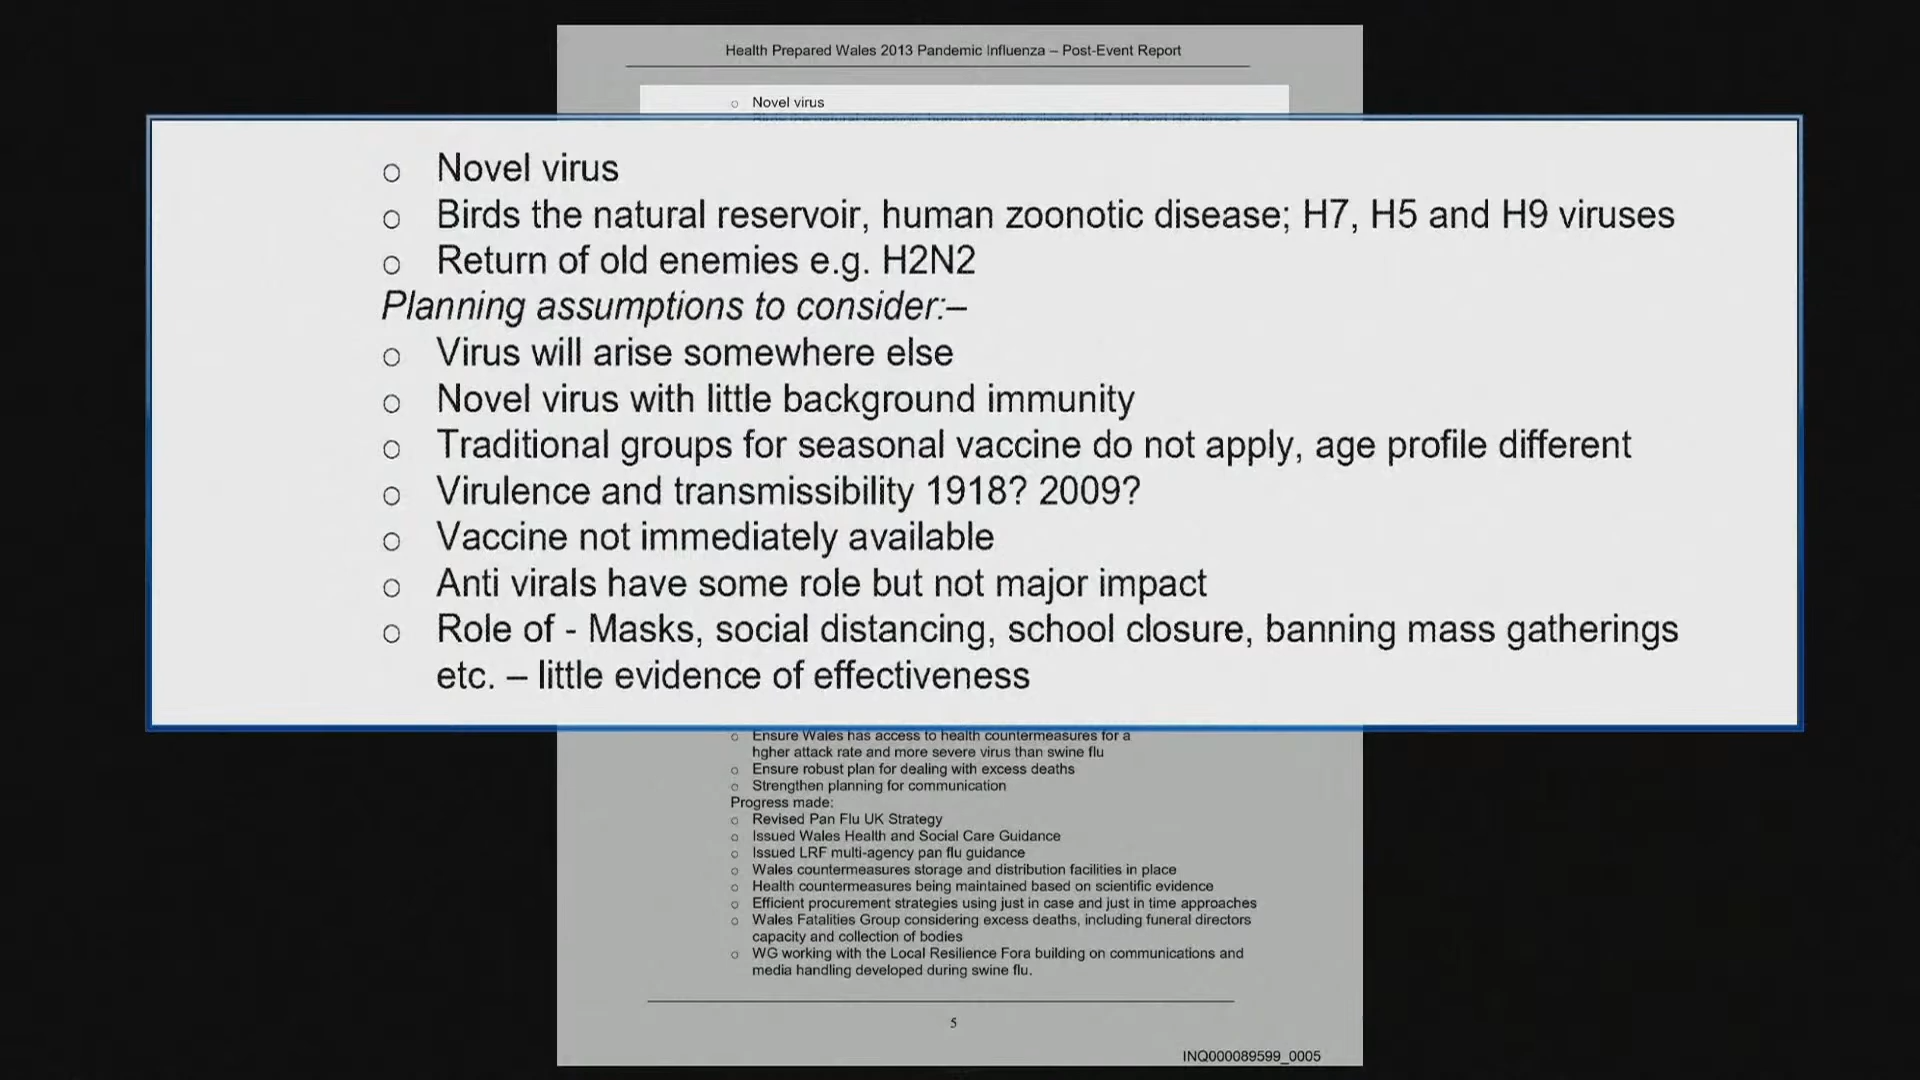 Health Prepared Wales 2013 Pandemic Influenza – Post-Event Report
o Novel virus
o Novel virus
o Birds the natural reservoir, human zoonotic disease; H7, H5 and H9 viruses
o Return of old enemies e.g. H2N2
Planning assumptions to consider:–
o Virus will arise somewhere else
o Novel virus with little background immunity
o Traditional groups for seasonal vaccine do not apply, age profile different
o Virulence and transmissibility 1918? 2009?
o Vaccine not immediately available
o Anti virals have some role but not major impact
o Role of - Masks, social distancing, school closure, banning mass gatherings
etc. – little evidence of effectiveness
o Ensure Wales has access to health countermeasures for a
hgher attack rate and more severe virus than swine flu
o Ensure robust plan for dealing with excess deaths
o Strengthen planning for communication
Progress made:
o Revised Pan Flu UK Strategy
o Issued Wales Health and Social Care Guidance
o Issued LRF multi-agency pan flu guidance
o Wales countermeasures storage and distribution facilities in place
o Health countermeasures being maintained based on scientific evidence
o Efficient procurement strategies using just in case and just in time approaches
o Wales Fatalities Group considering excess deaths, including funeral directors
capacity and collection of bodies
o WG working with the Local Resilience Fora building on communications and
media handling developed during swine flu.
5
INQ000089599_0005